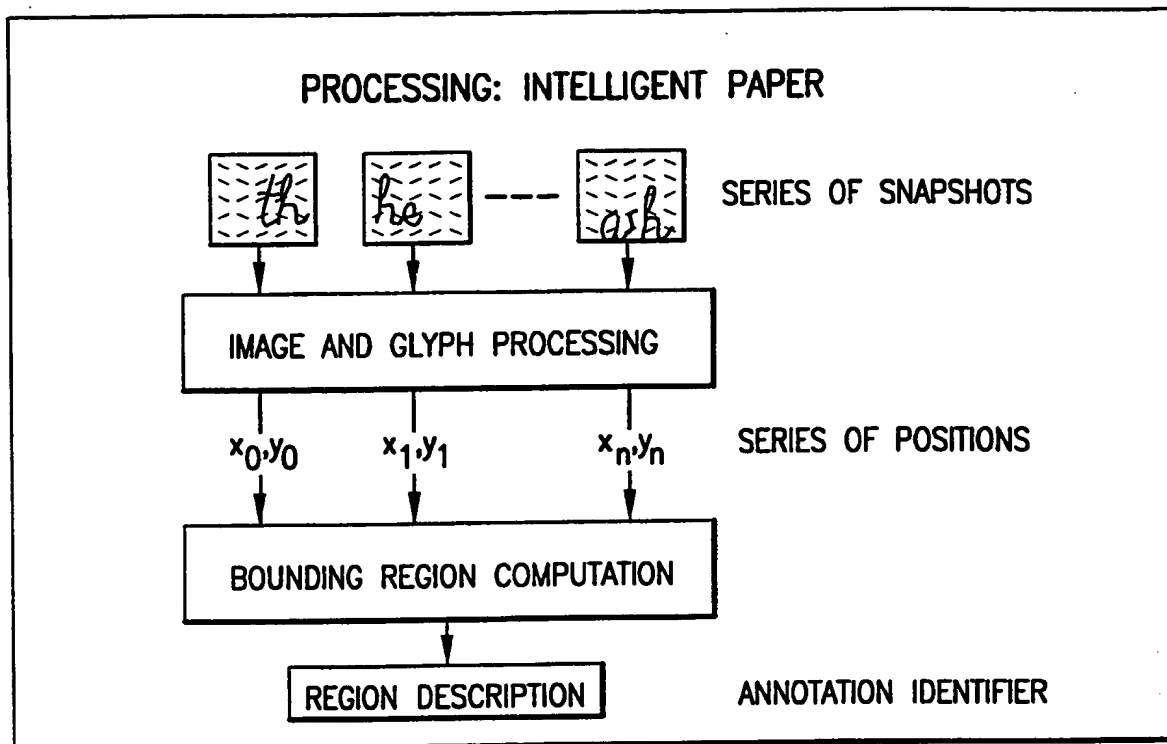 PROCESSING: INTELLIGENT PAPER
th he ash
SERIES OF SNAPSHOTS
IMAGE AND GLYPH PROCESSING
x0,y0 x1,y1 xn,yn
SERIES OF POSITIONS
BOUNDING REGION COMPUTATION
REGION DESCRIPTION
ANNOTATION IDENTIFIER